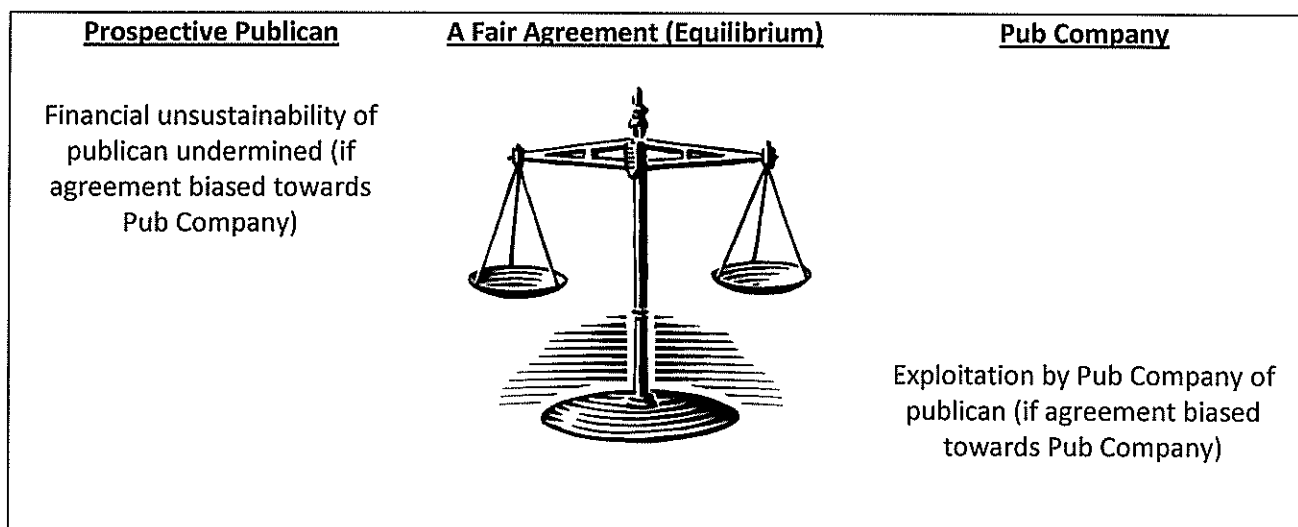 Prospective Publican
A Fair Agreement (Equilibrium)
Pub Company
Financial unsustainability of
publican undermined (if
agreement biased towards
Pub Company)
Exploitation by Pub Company of
publican (if agreement biased
towards Pub Company)